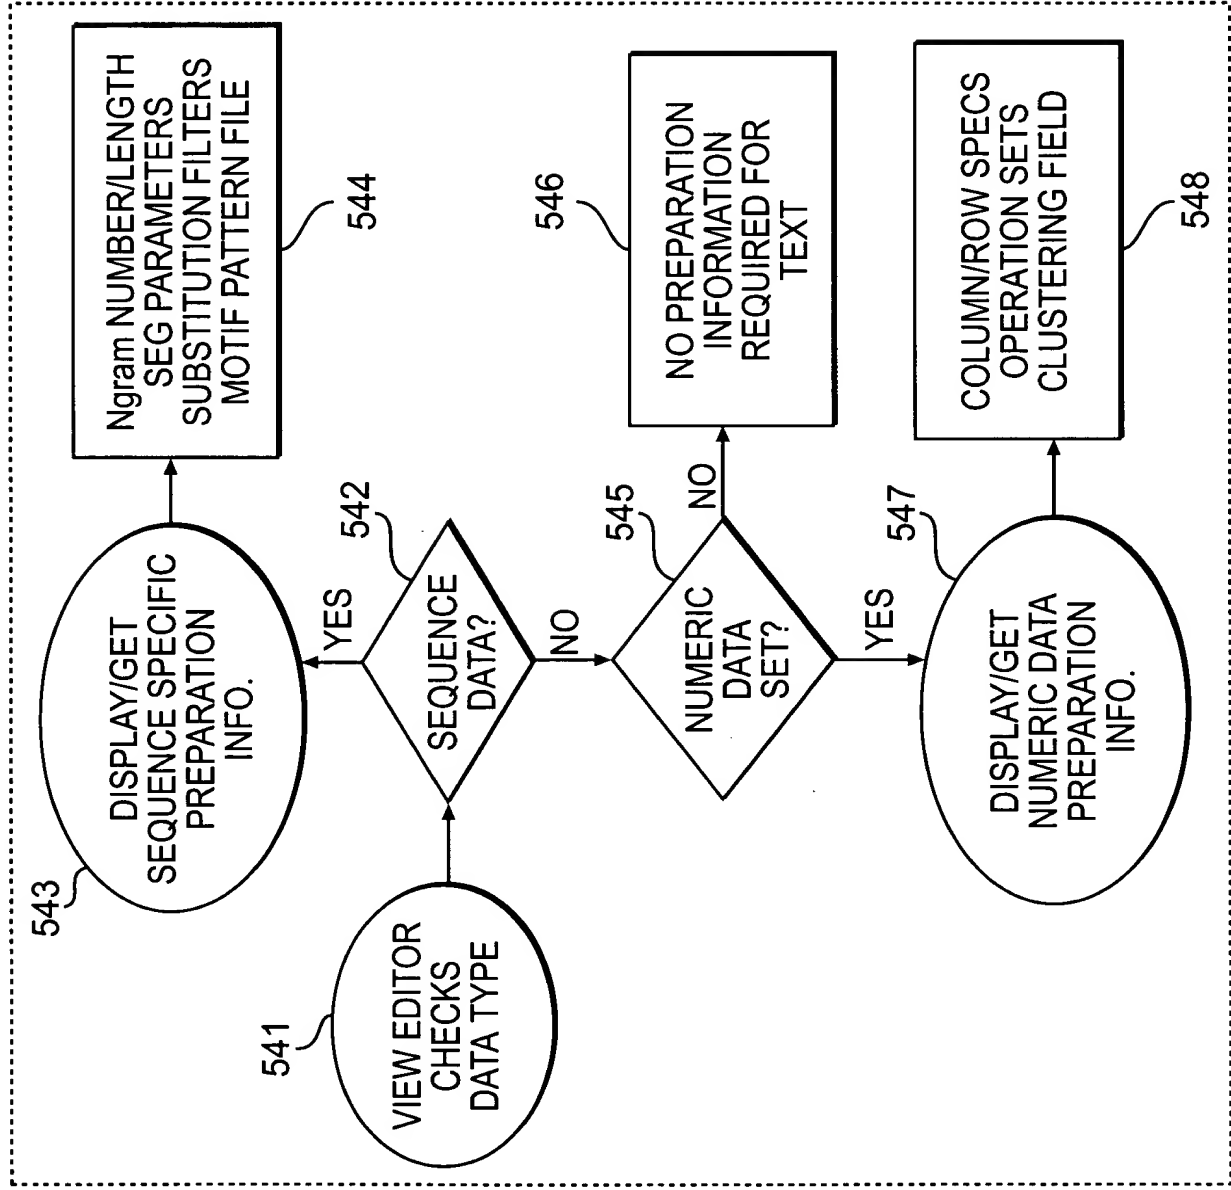 541
VIEW EDITOR
CHECKS
DATA TYPE
542
SEQUENCE
DATA?
YES
543
DISPLAY/GET
SEQUENCE SPECIFIC
PREPARATION
INFO.
544
Ngram NUMBER/LENGTH
SEG PARAMETERS
SUBSTITUTION FILTERS
MOTIF PATTERN FILE
NO
545
NUMERIC
DATA
SET?
NO
546
NO PREPARATION
INFORMATION
REQUIRED FOR
TEXT
YES
547
DISPLAY/GET
NUMERIC DATA
PREPARATION
INFO.
548
COLUMN/ROW SPECS
OPERATION SETS
CLUSTERING FIELD